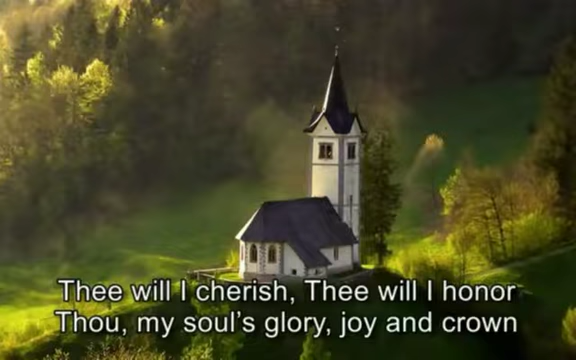 Thee will I cherish, Thee will I honor
Thou, my soul's glory, joy and crown